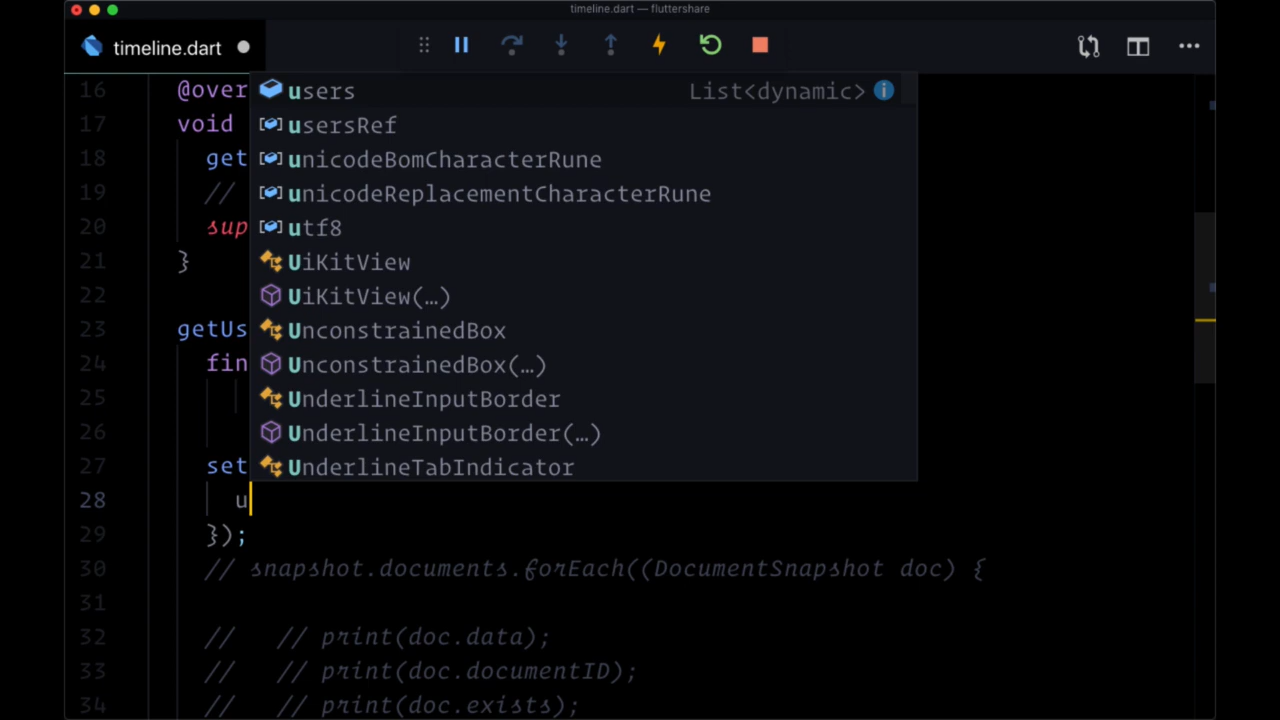 timeline.dart — fluttershare
timeline.dart
16 @over
17 void
18 get
19 //
20 sup
21 }
22
23 getUs
24 fin
25
26
27 set
28 u
29 });
30 // snapshot.documents.forEach((DocumentSnapshot doc) {
31
32 // // print(doc.data);
33 // // print(doc.documentID);
34 // // print(doc.exists);
users List<dynamic>
usersRef
unicodeBomCharacterRune
unicodeReplacementCharacterRune
utf8
UiKitView
UiKitView(…)
UnconstrainedBox
UnconstrainedBox(…)
UnderlineInputBorder
UnderlineInputBorder(…)
UnderlineTabIndicator